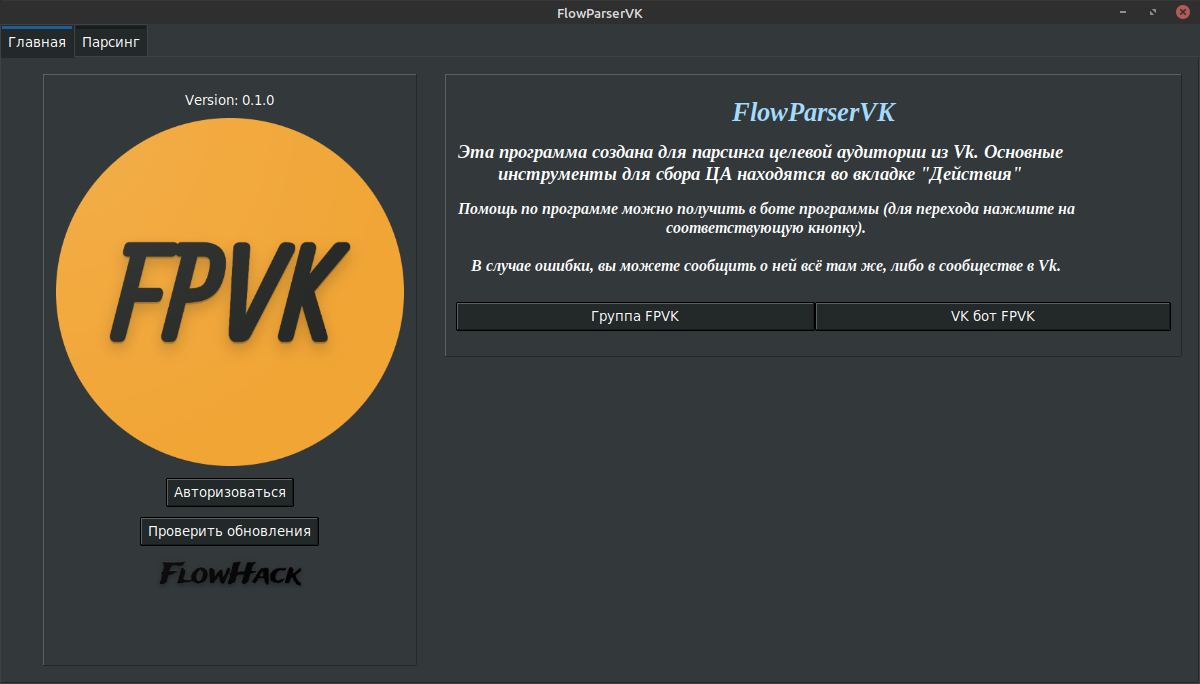 FlowParserVK
Главная Парсинг
Version: 0.1.0
FPVK
Авторизоваться
Проверить обновления
FLOWHACK
FlowParserVK
Эта программа создана для парсинга целевой аудитории из Vk. Основные
инструменты для сбора ЦА находятся во вкладке "Действия"
Помощь по программе можно получить в боте программы (для перехода нажмите на
соответствующую кнопку).
В случае ошибки, вы можете сообщить о ней всё там же, либо в сообществе в Vk.
Группа FPVK
VK бот FPVK